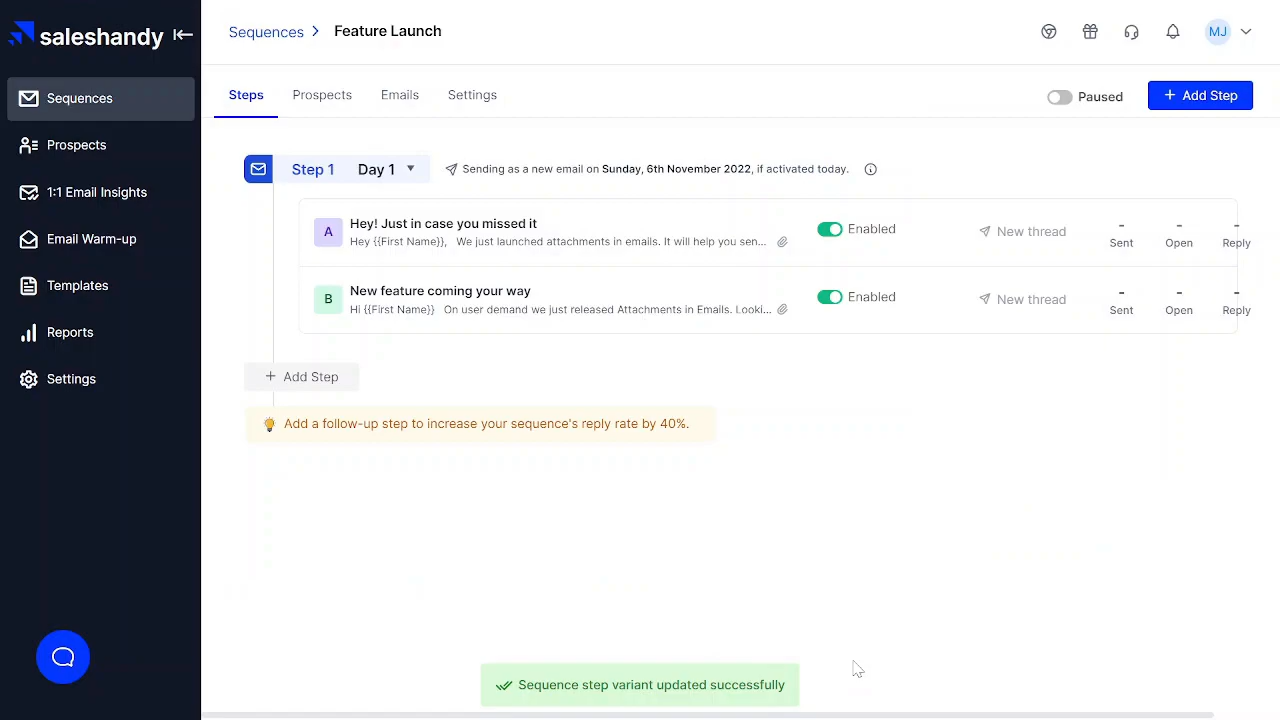 saleshandy
Sequences
Prospects
1:1 Email Insights
Email Warm-up
Templates
Reports
Settings
Sequences > Feature Launch
MJ
Steps Prospects Emails Settings
Paused
+ Add Step
Step 1 Day 1
Sending as a new email on Sunday, 6th November 2022, if activated today.
A
Hey! Just in case you missed it
Hey {{First Name}}, We just launched attachments in emails. It will help you sen...
Enabled
New thread
- Sent
- Open
- Reply
B
New feature coming your way
Hi {{First Name}} On user demand we just released Attachments in Emails. Looki...
Enabled
New thread
- Sent
- Open
- Reply
+ Add Step
Add a follow-up step to increase your sequence's reply rate by 40%.
Sequence step variant updated successfully